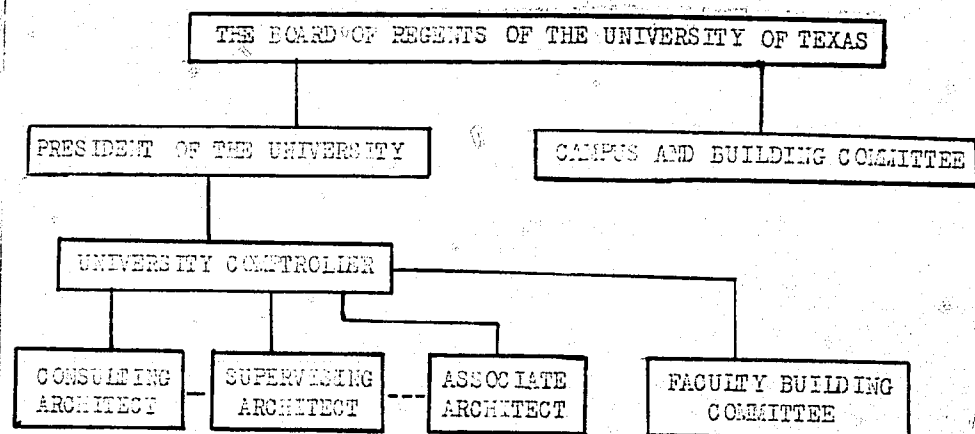 THE BOARD OF REGENTS OF THE UNIVERSITY OF TEXAS
PRESIDENT OF THE UNIVERSITY
CAMPUS AND BUILDING COMMITTEE
UNIVERSITY COMPTROLLER
CONSULTING
ARCHITECT
SUPERVISING
ARCHITECT
ASSOCIATE
ARCHITECT
FACULTY BUILDING
COMMITTEE